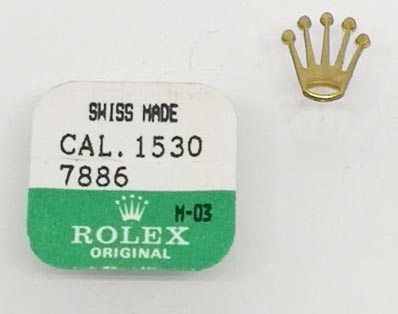 SWISS MADE
CAL. 1530
7886
M-03
ROLEX
ORIGINAL